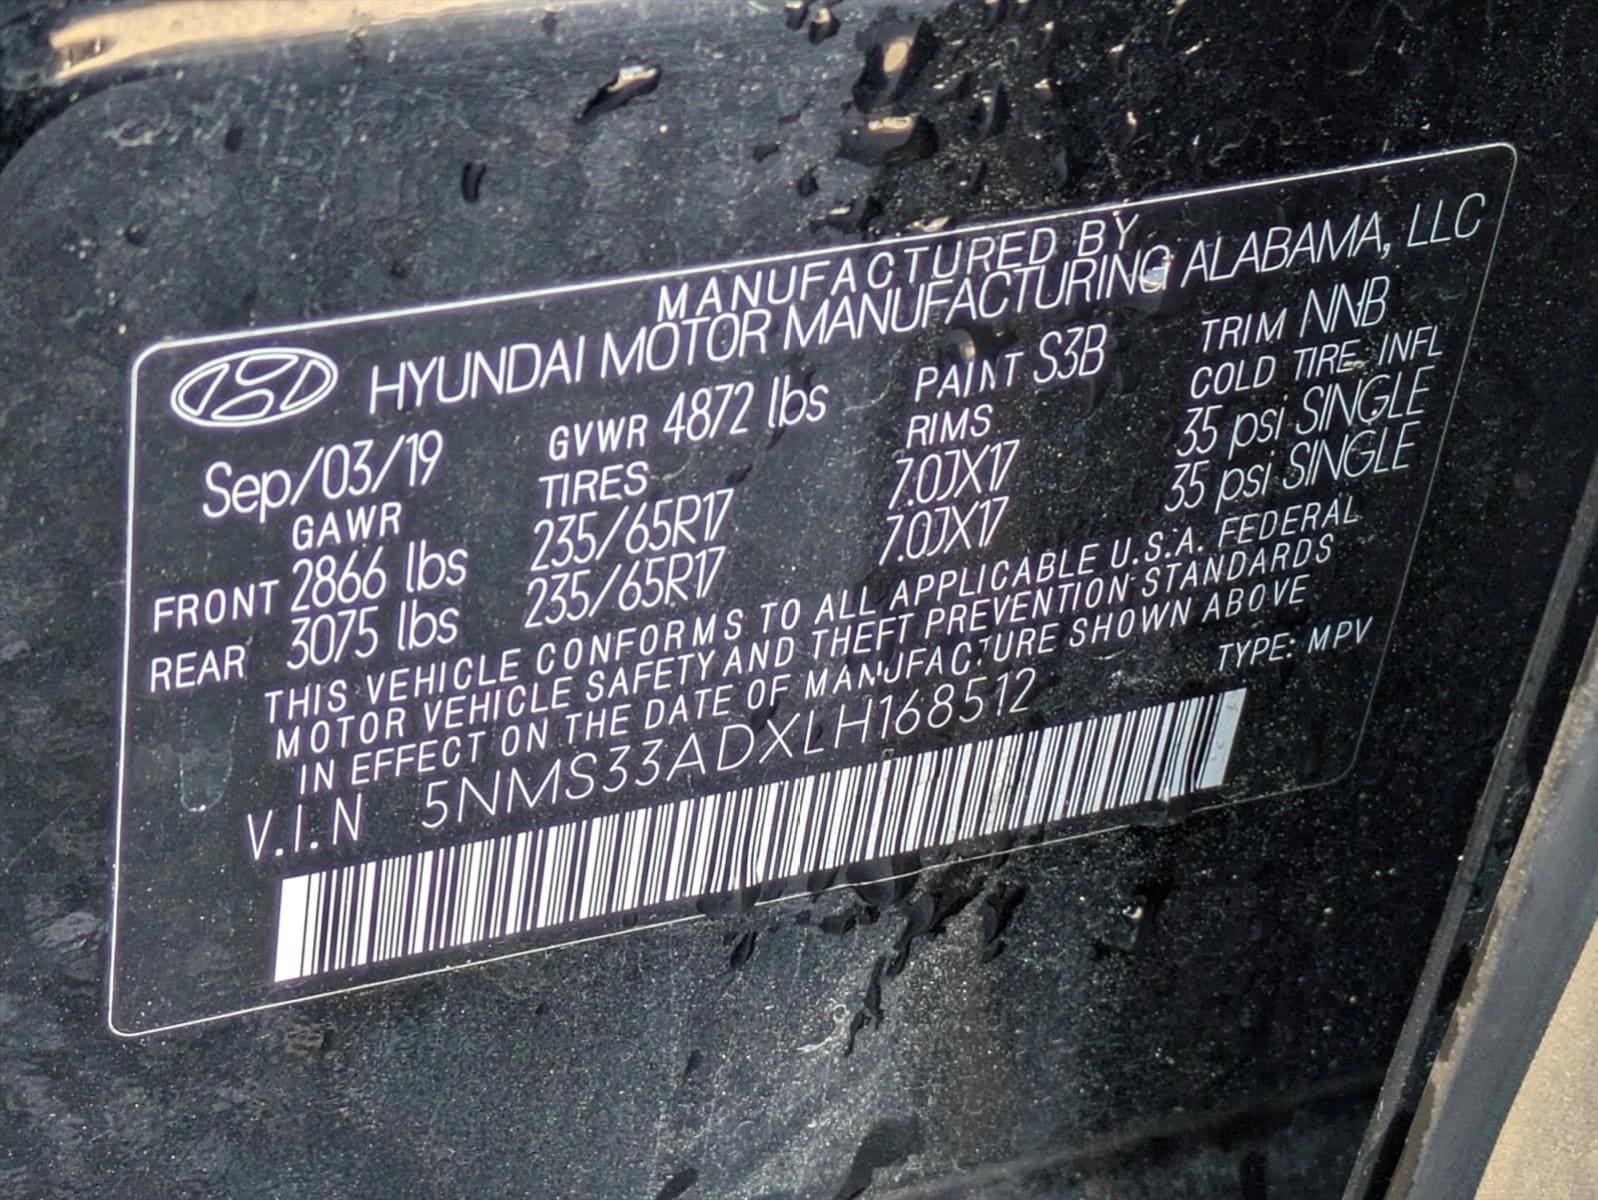 MANUFACTURED BY
HYUNDAI MOTOR MANUFACTURING ALABAMA, LLC
Sep/03/19 GVWR 4872 lbs PAINT S3B TRIM NNB
GAWR TIRES RIMS COLD TIRE INFL
FRONT 2866 lbs 235/65R17 7.0JX17 35 psi SINGLE
REAR 3075 lbs 235/65R17 7.0JX17 35 psi SINGLE
THIS VEHICLE CONFORMS TO ALL APPLICABLE U.S.A. FEDERAL
MOTOR VEHICLE SAFETY AND THEFT PREVENTION STANDARDS
IN EFFECT ON THE DATE OF MANUFACTURE SHOWN ABOVE
V.I.N 5NMS33ADXLH168512 TYPE: MPV